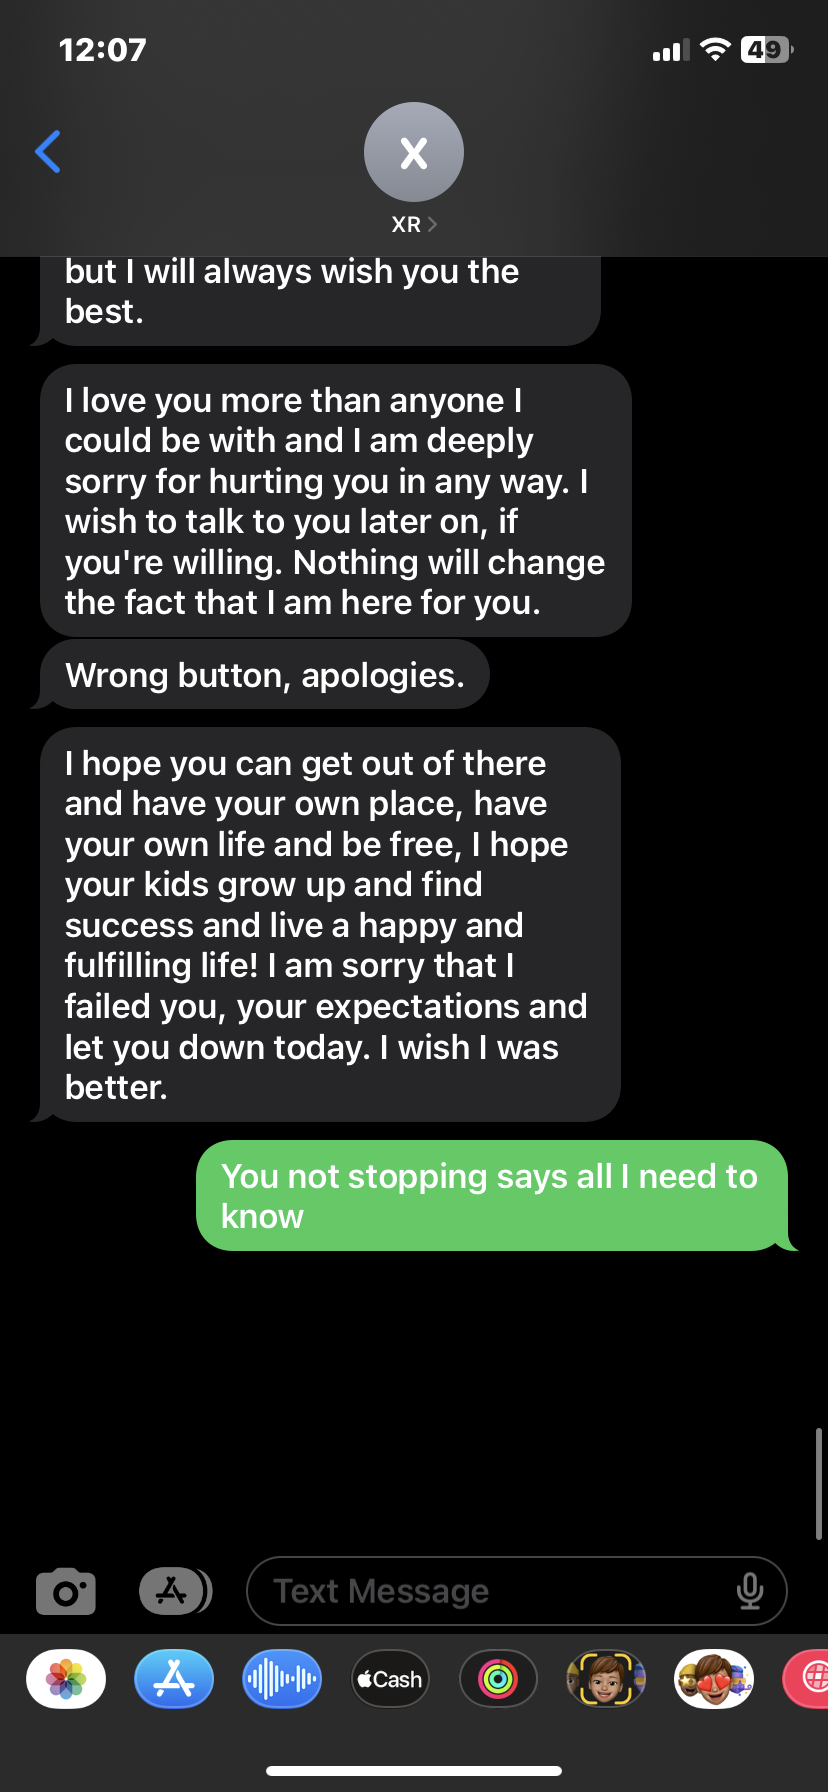 12:07
49
X
XR
but I will always wish you the
best.
I love you more than anyone I
could be with and I am deeply
sorry for hurting you in any way. I
wish to talk to you later on, if
you're willing. Nothing will change
the fact that I am here for you.
Wrong button, apologies.
I hope you can get out of there
and have your own place, have
your own life and be free, I hope
your kids grow up and find
success and live a happy and
fulfilling life! I am sorry that I
failed you, your expectations and
let you down today. I wish I was
better.
You not stopping says all I need to
know
Text Message
Cash